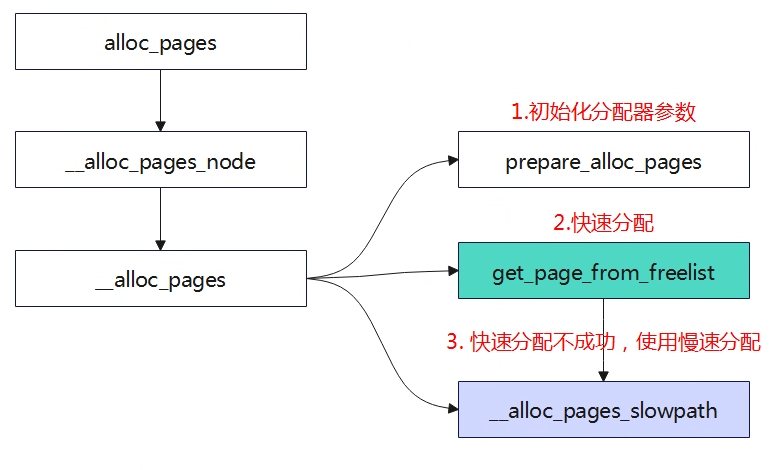 alloc_pages
__alloc_pages_node
__alloc_pages
1.初始化分配器参数
prepare_alloc_pages
2.快速分配
get_page_from_freelist
3. 快速分配不成功，使用慢速分配
__alloc_pages_slowpath